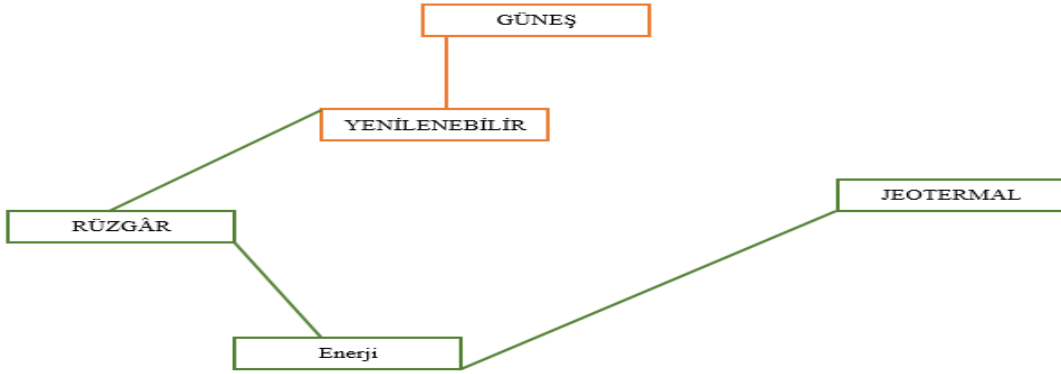 GÜNEŞ
YENİLENEBİLİR
JEOTERMAL
RÜZGÂR
Enerji